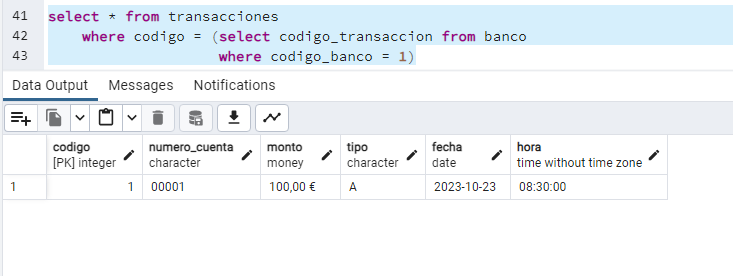 41 select * from transacciones
42 where codigo = (select codigo_transaccion from banco
43 where codigo_banco = 1)
Data Output Messages Notifications
codigo numero_cuenta monto tipo fecha hora
[PK] integer character money character date time without time zone
1 1 00001 100,00 € A 2023-10-23 08:30:00